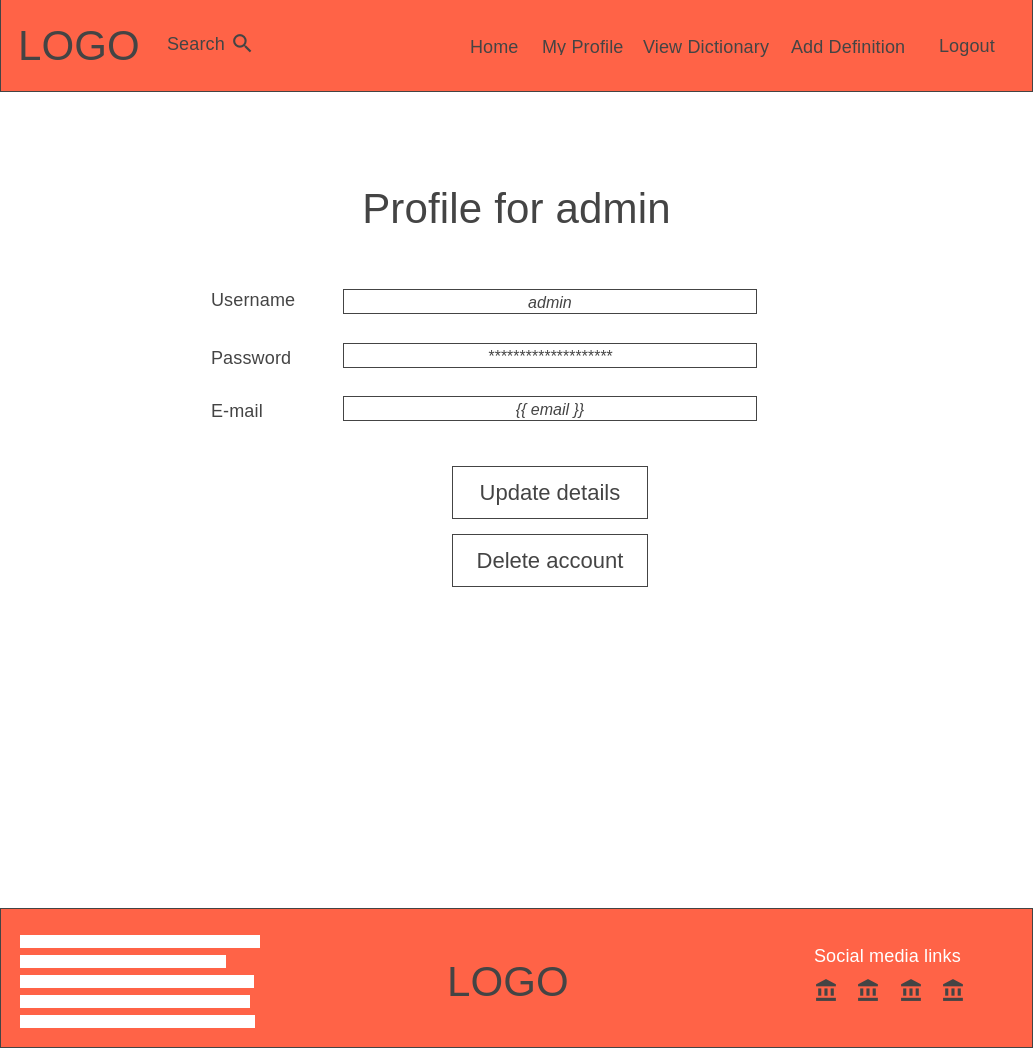 LOGO Search Home My Profile View Dictionary Add Definition Logout
Profile for admin
Username admin
Password ********************
E-mail {{ email }}
Update details
Delete account
Social media links
LOGO